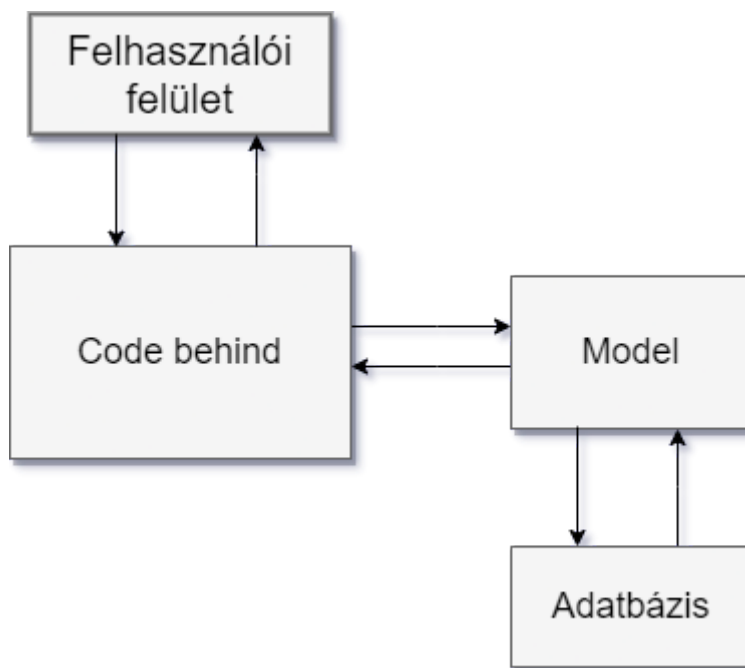 Felhasználói
felület
Code behind
Model
Adatbázis